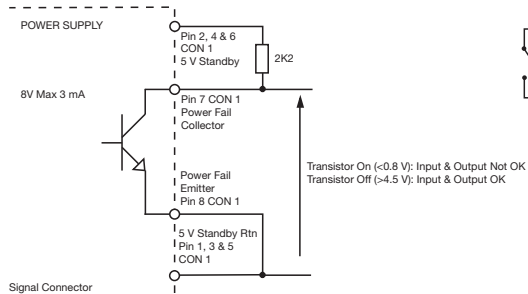 POWER SUPPLY
Pin 2, 4 & 6
CON 1
5 V Standby
2K2
8V Max 3 mA
Pin 7 CON 1
Power Fail
Collector
Transistor On (<0.8 V): Input & Output Not OK
Transistor Off (>4.5 V): Input & Output OK
Power Fail
Emitter
Pin 8 CON 1
5 V Standby Rtn
Pin 1, 3 & 5
CON 1
Signal Connector